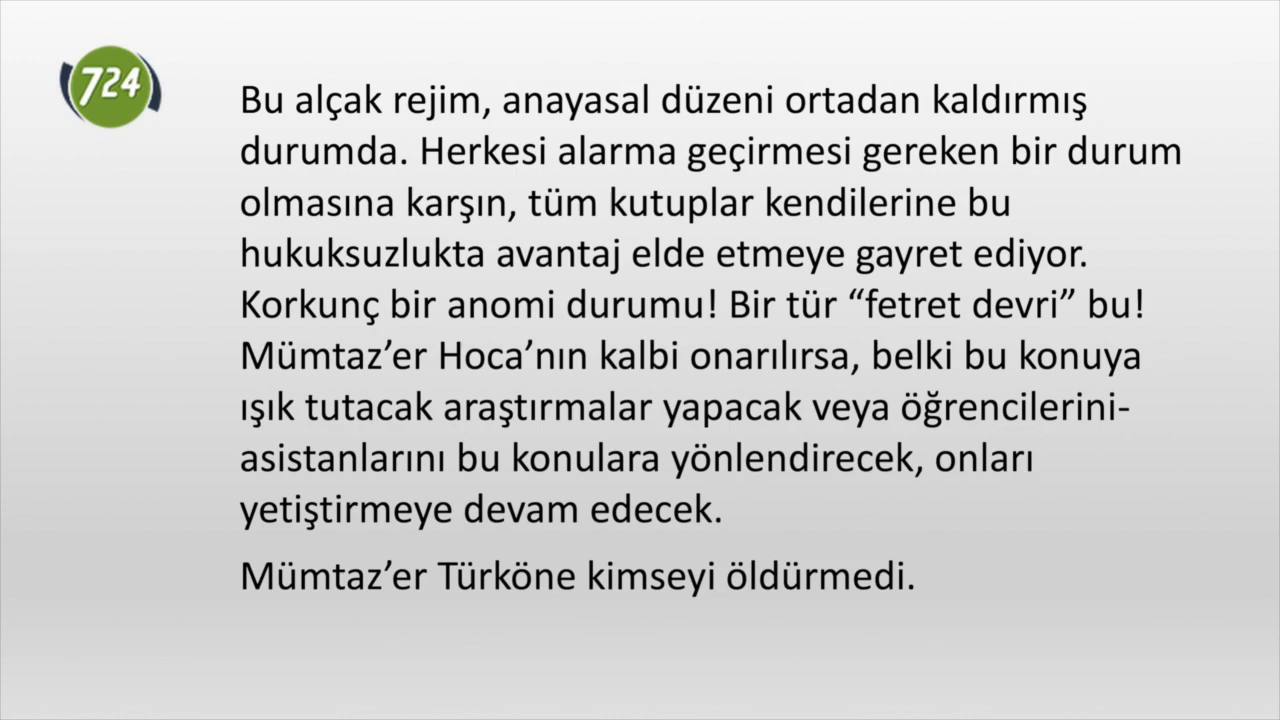 724
Bu alçak rejim, anayasal düzeni ortadan kaldırmış
durumda. Herkesi alarma geçirmesi gereken bir durum
olmasına karşın, tüm kutuplar kendilerine bu
hukuksuzlukta avantaj elde etmeye gayret ediyor.
Korkunç bir anomi durumu! Bir tür “fetret devri” bu!
Mümtaz’er Hoca’nın kalbi onarılırsa, belki bu konuya
ışık tutacak araştırmalar yapacak veya öğrencilerini-
asistanlarını bu konulara yönlendirecek, onları
yetiştirmeye devam edecek.
Mümtaz’er Türköne kimseyi öldürmedi.